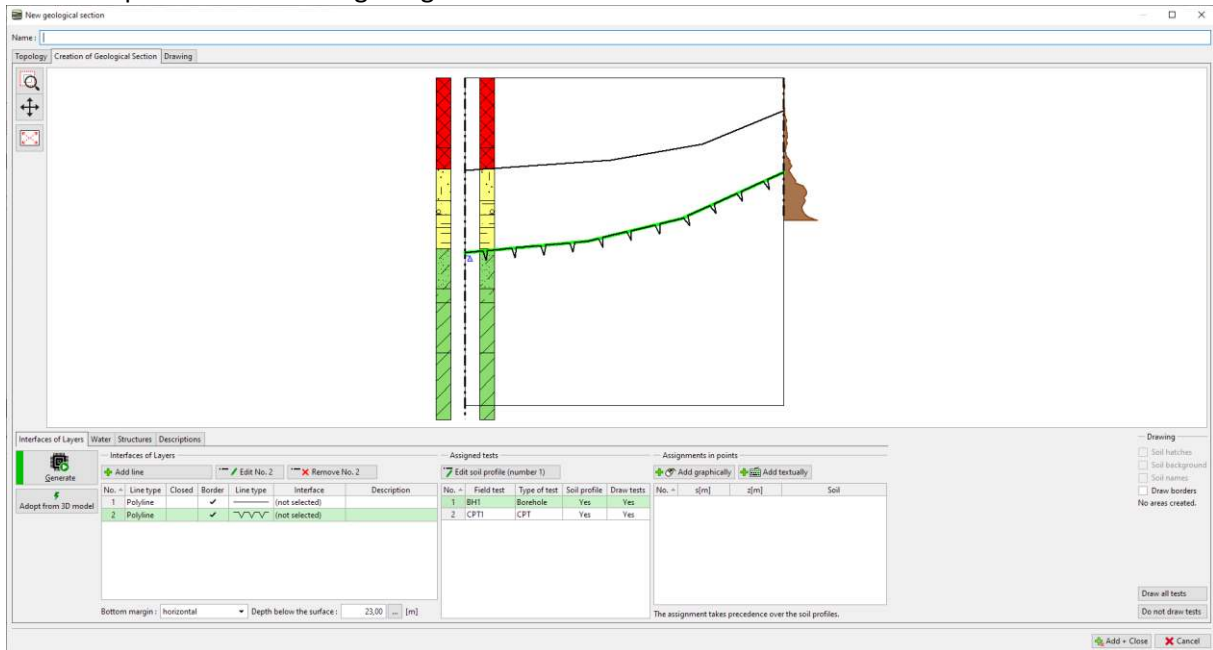 New geological section
Name :
Topology Creation of Geological Section Drawing
Interfaces of Layers Water Structures Descriptions
Generate
Adopt from 3D model
Interfaces of Layers
Add line Edit No. 2 Remove No. 2
No. Line type Closed Border Line type Interface Description
1 Polyline (not selected)
2 Polyline (not selected)
Bottom margin : horizontal Depth below the surface : 23,00 ... [m]
Assigned tests
Edit soil profile (number 1)
No. Field test Type of test Soil profile Draw tests
1 BH1 Borehole Yes Yes
2 CPT1 CPT Yes Yes
Assignments in points
Add graphically Add textually
No. s[m] z[m] Soil
The assignment takes precedence over the soil profiles.
Drawing
Soil hatches
Soil background
Soil names
Draw borders
No areas created.
Draw all tests
Do not draw tests
Add + Close Cancel